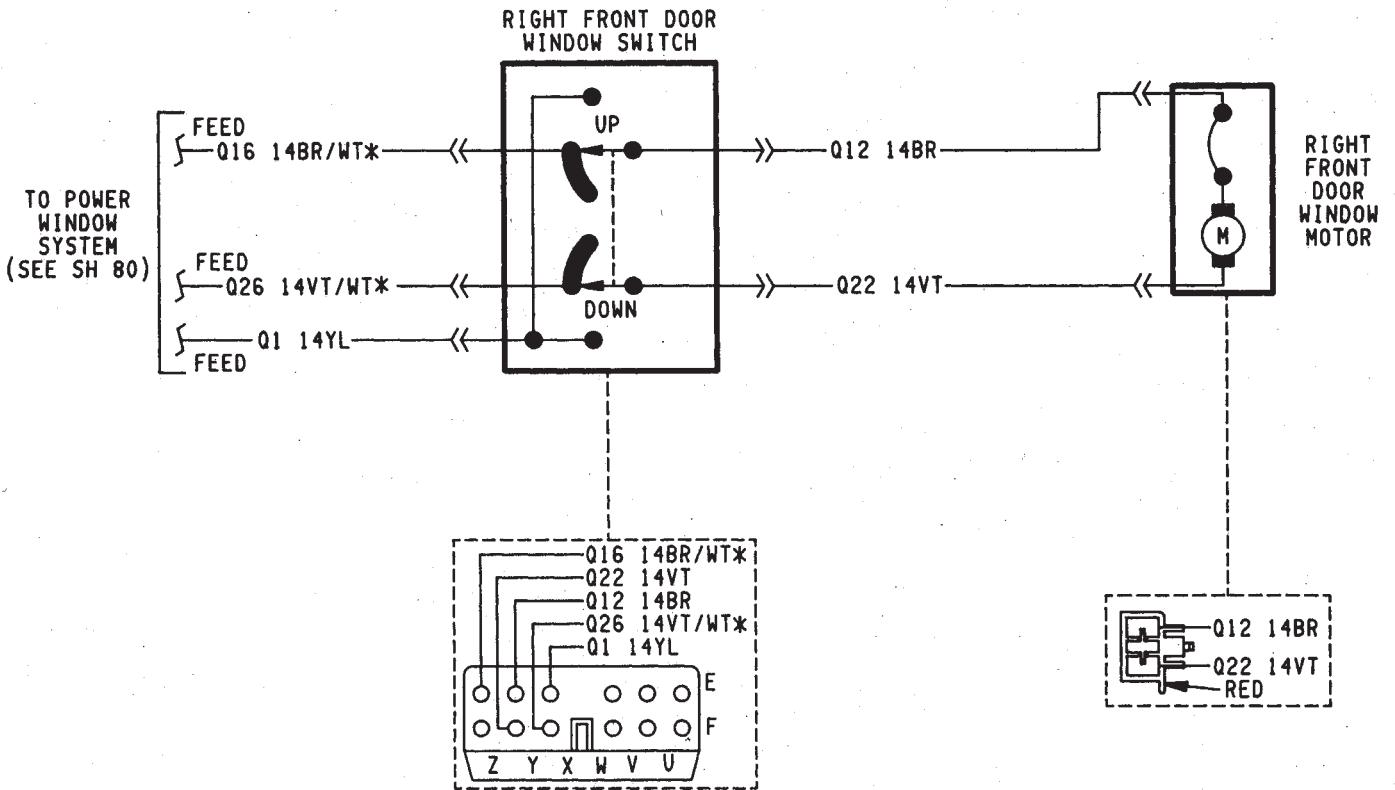 RIGHT FRONT DOOR
WINDOW SWITCH
FEED
Q16 14BR/WT*
UP
Q12 14BR
RIGHT
FRONT
DOOR
WINDOW
MOTOR
TO POWER
WINDOW
SYSTEM
(SEE SH 80)
M
FEED
Q26 14VT/WT*
DOWN
Q22 14VT
Q1 14YL
FEED
Q16 14BR/WT*
Q22 14VT
Q12 14BR
Q26 14VT/WT*
Q1 14YL
E
F
Z Y X W V U
Q12 14BR
Q22 14VT
RED